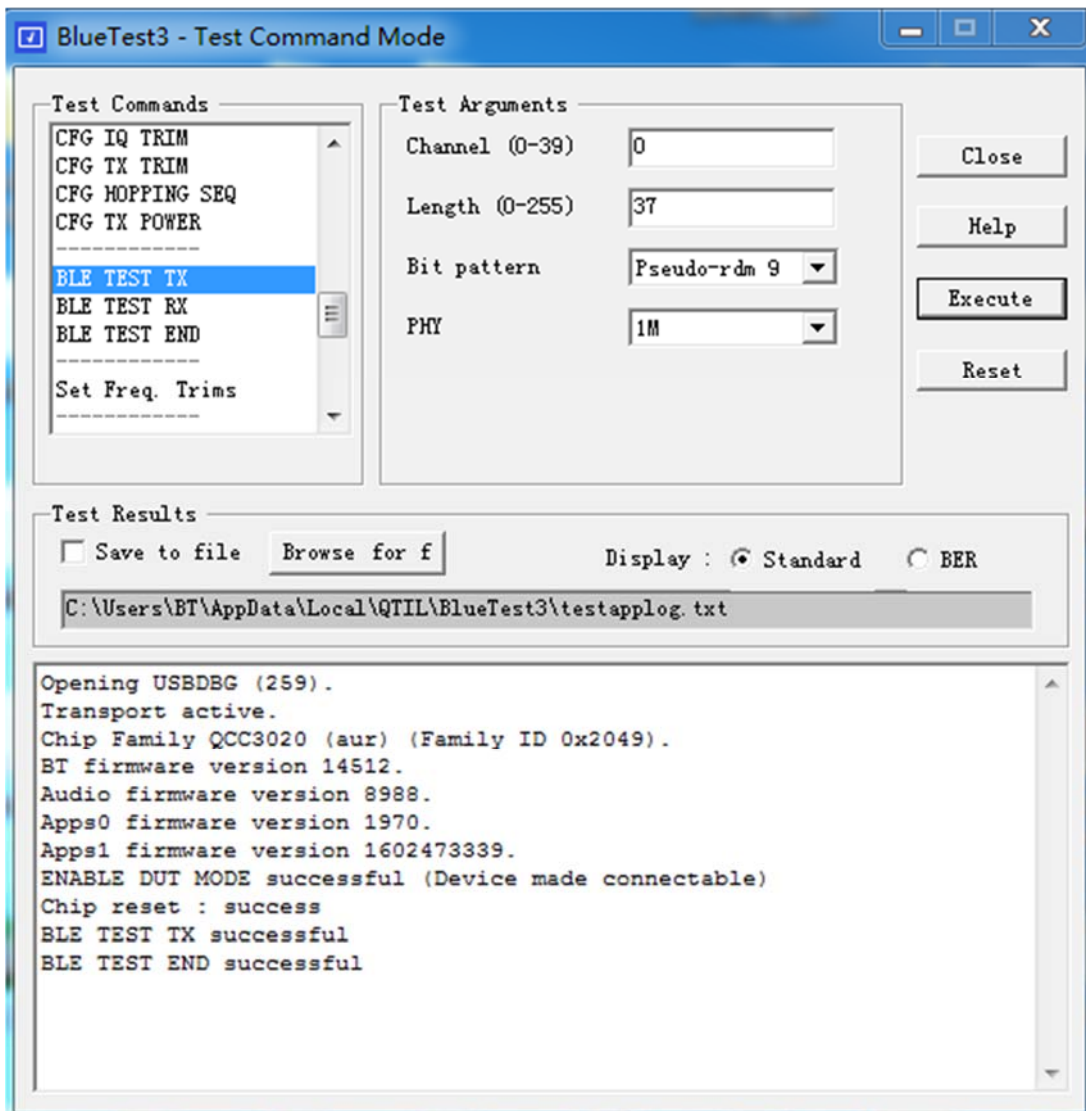 BlueTest3 - Test Command Mode
Test Commands
CFG IQ TRIM
CFG TX TRIM
CFG HOPPING SEQ
CFG TX POWER
-------------
BLE TEST TX
BLE TEST RX
BLE TEST END
-------------
Set Freq. Trims
-------------
Test Arguments
Channel (0-39) 0
Length (0-255) 37
Bit pattern Pseudo-rdm 9
PHY 1M
Close
Help
Execute
Reset
Test Results
Save to file Browse for f Display : Standard BER
C:\Users\BT\AppData\Local\QTIL\BlueTest3\testapplog.txt
Opening USBDBG (259).
Transport active.
Chip Family QCC3020 (aur) (Family ID 0x2049).
BT firmware version 14512.
Audio firmware version 8988.
Apps0 firmware version 1970.
Apps1 firmware version 1602473339.
ENABLE DUT MODE successful (Device made connectable)
Chip reset : success
BLE TEST TX successful
BLE TEST END successful